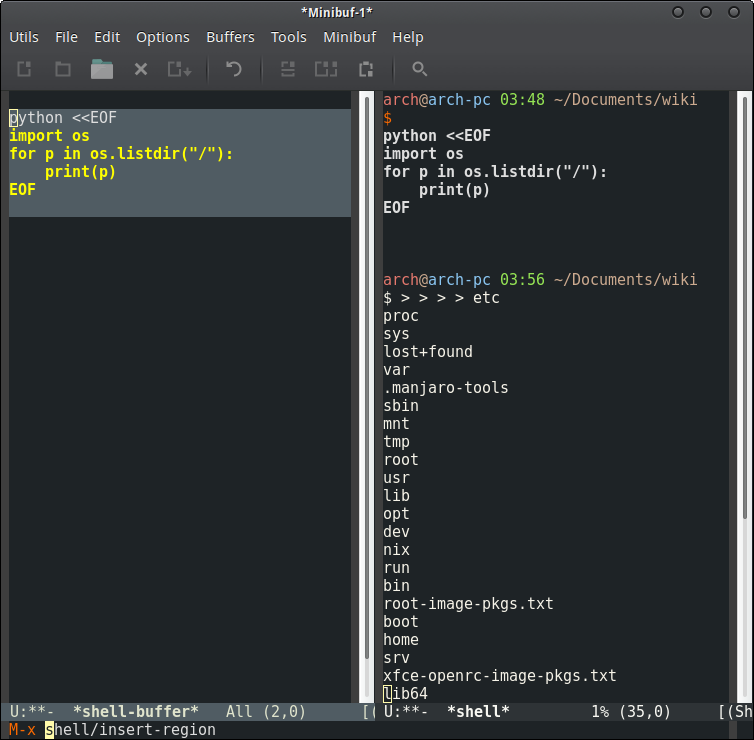 *Minibuf-1*
Utils File Edit Options Buffers Tools Minibuf Help
python <<EOF
import os
for p in os.listdir("/"):
    print(p)
EOF
arch@arch-pc 03:48 ~/Documents/wiki
$
python <<EOF
import os
for p in os.listdir("/"):
    print(p)
EOF
arch@arch-pc 03:56 ~/Documents/wiki
$ > > > > etc
proc
sys
lost+found
var
.manjaro-tools
sbin
mnt
tmp
root
usr
lib
opt
dev
nix
run
bin
root-image-pkgs.txt
boot
home
srv
xfce-openrc-image-pkgs.txt
lib64
U:**-  *shell-buffer*   All (2,0)      [(
U:**-  *shell*         1% (35,0)     [(Sh
M-x shell/insert-region